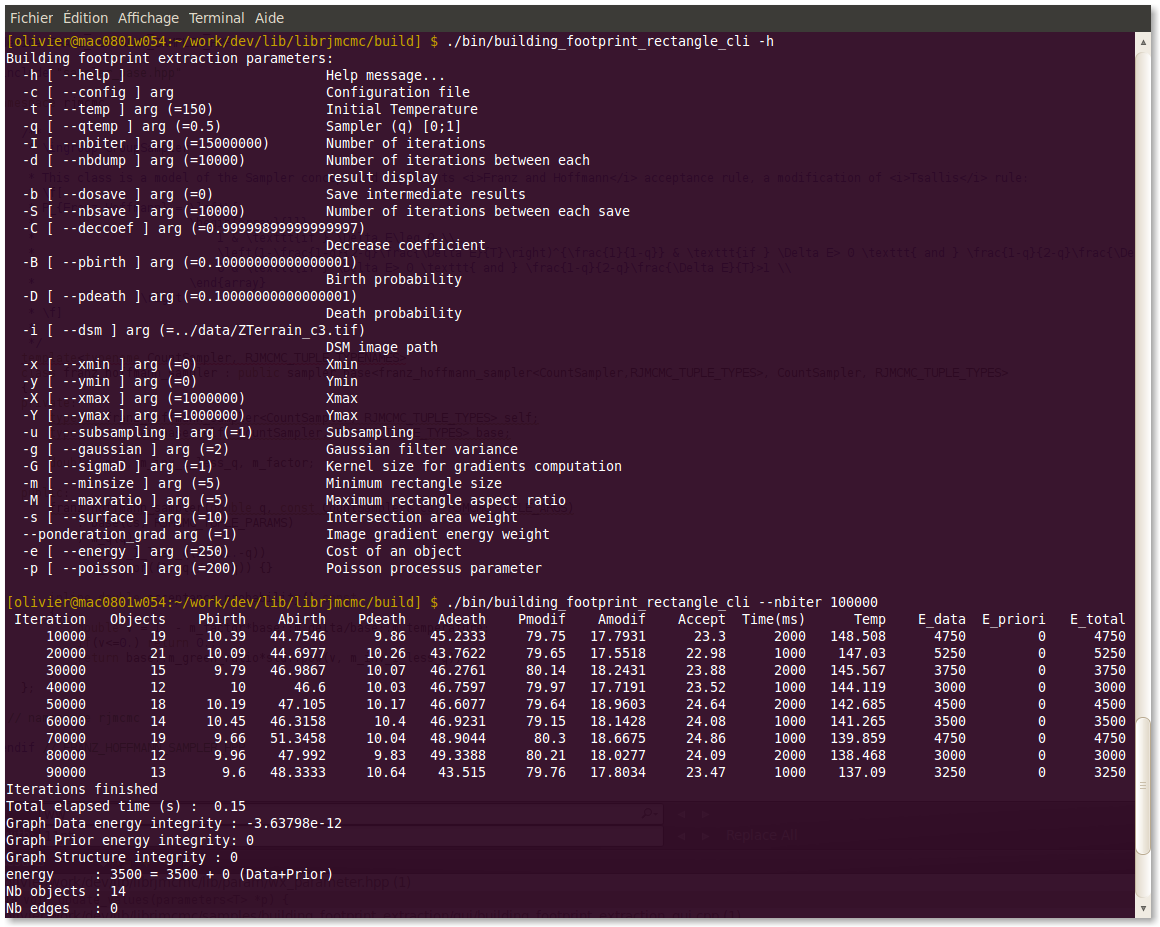 Fichier Édition Affichage Terminal Aide
[olivier@mac0801w054:~/work/dev/lib/librjmcmc/build] $ ./bin/building_footprint_rectangle_cli -h
Building footprint extraction parameters:
-h [ --help ] Help message...
-c [ --config ] arg Configuration file
-t [ --temp ] arg (=150) Initial Temperature
-q [ --qtemp ] arg (=0.5) Sampler (q) [0;1]
-I [ --nbiter ] arg (=15000000) Number of iterations
-d [ --nbdump ] arg (=10000) Number of iterations between each
result display
-b [ --dosave ] arg (=0) Save intermediate results
-S [ --nbsave ] arg (=10000) Number of iterations between each save
-C [ --deccoef ] arg (=0.99999899999999997)
Decrease coefficient
-B [ --pbirth ] arg (=0.10000000000000001)
Birth probability
-D [ --pdeath ] arg (=0.10000000000000001)
Death probability
-i [ --dsm ] arg (=../data/ZTerrain_c3.tif)
DSM image path
-x [ --xmin ] arg (=0) Xmin
-y [ --ymin ] arg (=0) Ymin
-X [ --xmax ] arg (=1000000) Xmax
-Y [ --ymax ] arg (=1000000) Ymax
-u [ --subsampling ] arg (=1) Subsampling
-g [ --gaussian ] arg (=2) Gaussian filter variance
-G [ --sigmaD ] arg (=1) Kernel size for gradients computation
-m [ --minsize ] arg (=5) Minimum rectangle size
-M [ --maxratio ] arg (=5) Maximum rectangle aspect ratio
-s [ --surface ] arg (=10) Intersection area weight
--ponderation_grad arg (=1) Image gradient energy weight
-e [ --energy ] arg (=250) Cost of an object
-p [ --poisson ] arg (=200) Poisson processus parameter
[olivier@mac0801w054:~/work/dev/lib/librjmcmc/build] $ ./bin/building_footprint_rectangle_cli --nbiter 100000
Iteration Objects Pbirth Abirth Pdeath Adeath Pmodif Amodif Accept Time(ms) Temp E_data E_priori E_total
10000 19 10.39 44.7546 9.86 45.2333 79.75 17.7931 23.3 2000 148.508 4750 0 4750
20000 21 10.09 44.6977 10.26 43.7622 79.65 17.5518 22.98 1000 147.03 5250 0 5250
30000 15 9.79 46.9867 10.07 46.2761 80.14 18.2431 23.88 2000 145.567 3750 0 3750
40000 12 10 46.6 10.03 46.7597 79.97 17.7191 23.52 1000 144.119 3000 0 3000
50000 18 10.19 47.105 10.17 46.6077 79.64 18.9603 24.64 2000 142.685 4500 0 4500
60000 14 10.45 46.3158 10.4 46.9231 79.15 18.1428 24.08 1000 141.265 3500 0 3500
70000 19 9.66 51.3458 10.04 48.9044 80.3 18.6675 24.86 1000 139.859 4750 0 4750
80000 12 9.96 47.992 9.83 49.3388 80.21 18.0277 24.09 2000 138.468 3000 0 3000
90000 13 9.6 48.3333 10.64 43.515 79.76 17.8034 23.47 1000 137.09 3250 0 3250
Iterations finished
Total elapsed time (s) : 0.15
Graph Data energy integrity : -3.63798e-12
Graph Prior energy integrity: 0
Graph Structure integrity : 0
energy : 3500 = 3500 + 0 (Data+Prior)
Nb objects : 14
Nb edges : 0